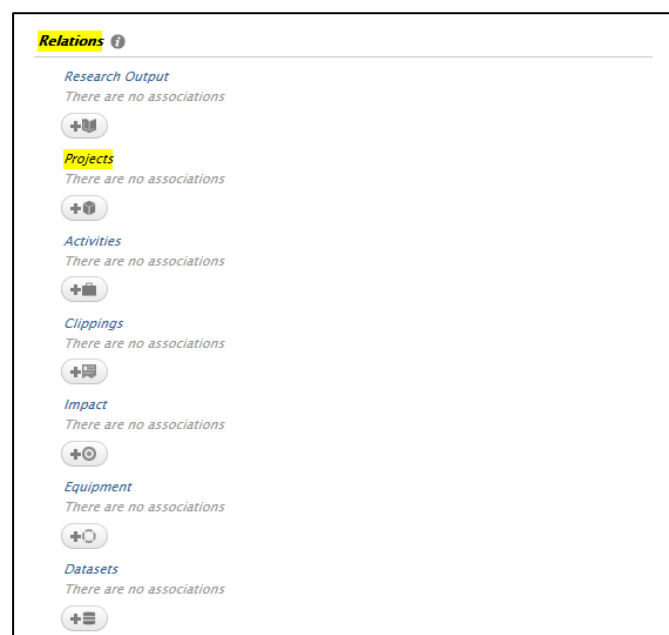 Relations
Research Output
There are no associations
Projects
There are no associations
Activities
There are no associations
Clippings
There are no associations
Impact
There are no associations
Equipment
There are no associations
Datasets
There are no associations